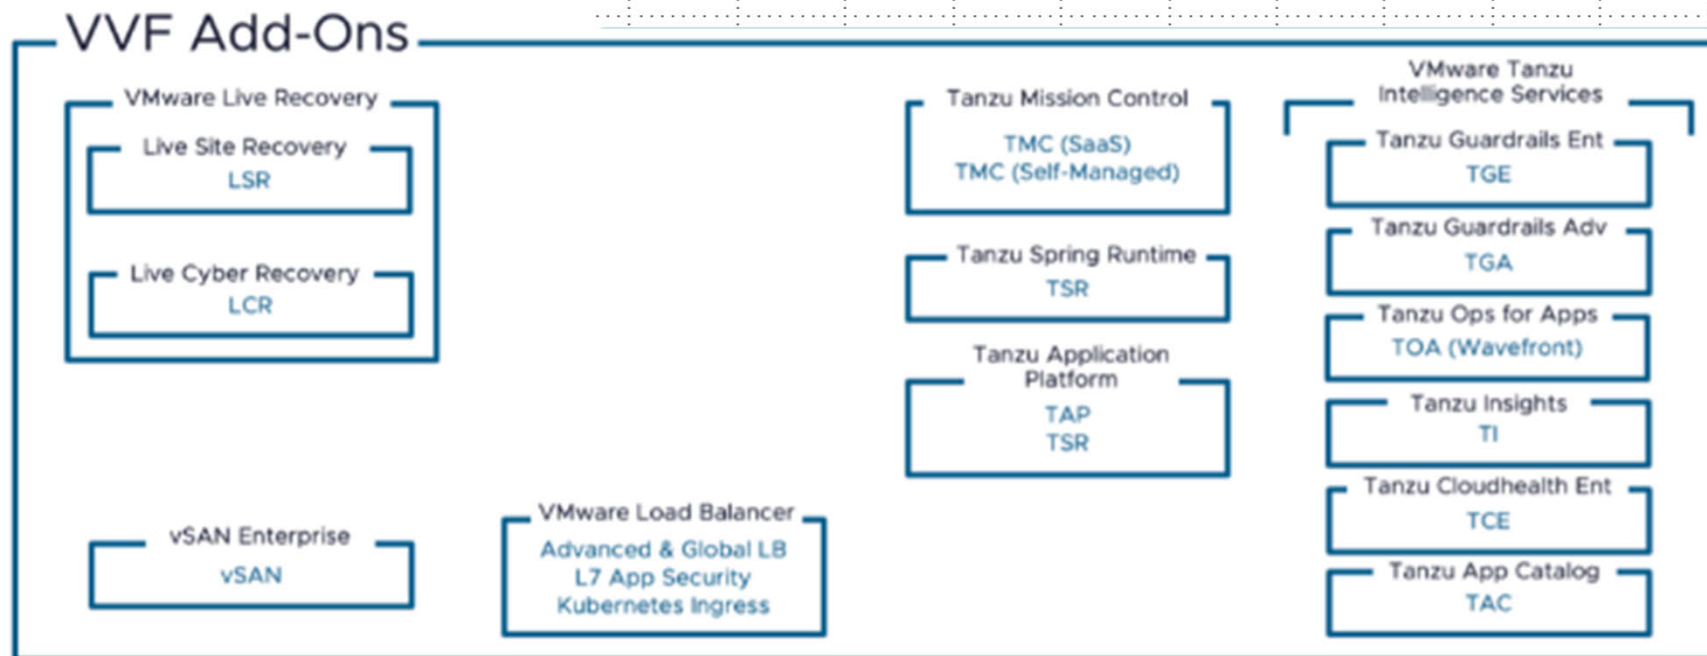 VVF Add-Ons
VMware Live Recovery
Live Site Recovery
LSR
Live Cyber Recovery
LCR
vSAN Enterprise
vSAN
VMware Load Balancer
Advanced & Global LB
L7 App Security
Kubernetes Ingress
Tanzu Mission Control
TMC (SaaS)
TMC (Self-Managed)
Tanzu Spring Runtime
TSR
Tanzu Application
Platform
TAP
TSR
VMware Tanzu
Intelligence Services
Tanzu Guardrails Ent
TGE
Tanzu Guardrails Adv
TGA
Tanzu Ops for Apps
TOA (Wavefront)
Tanzu Insights
TI
Tanzu Cloudhealth Ent
TCE
Tanzu App Catalog
TAC